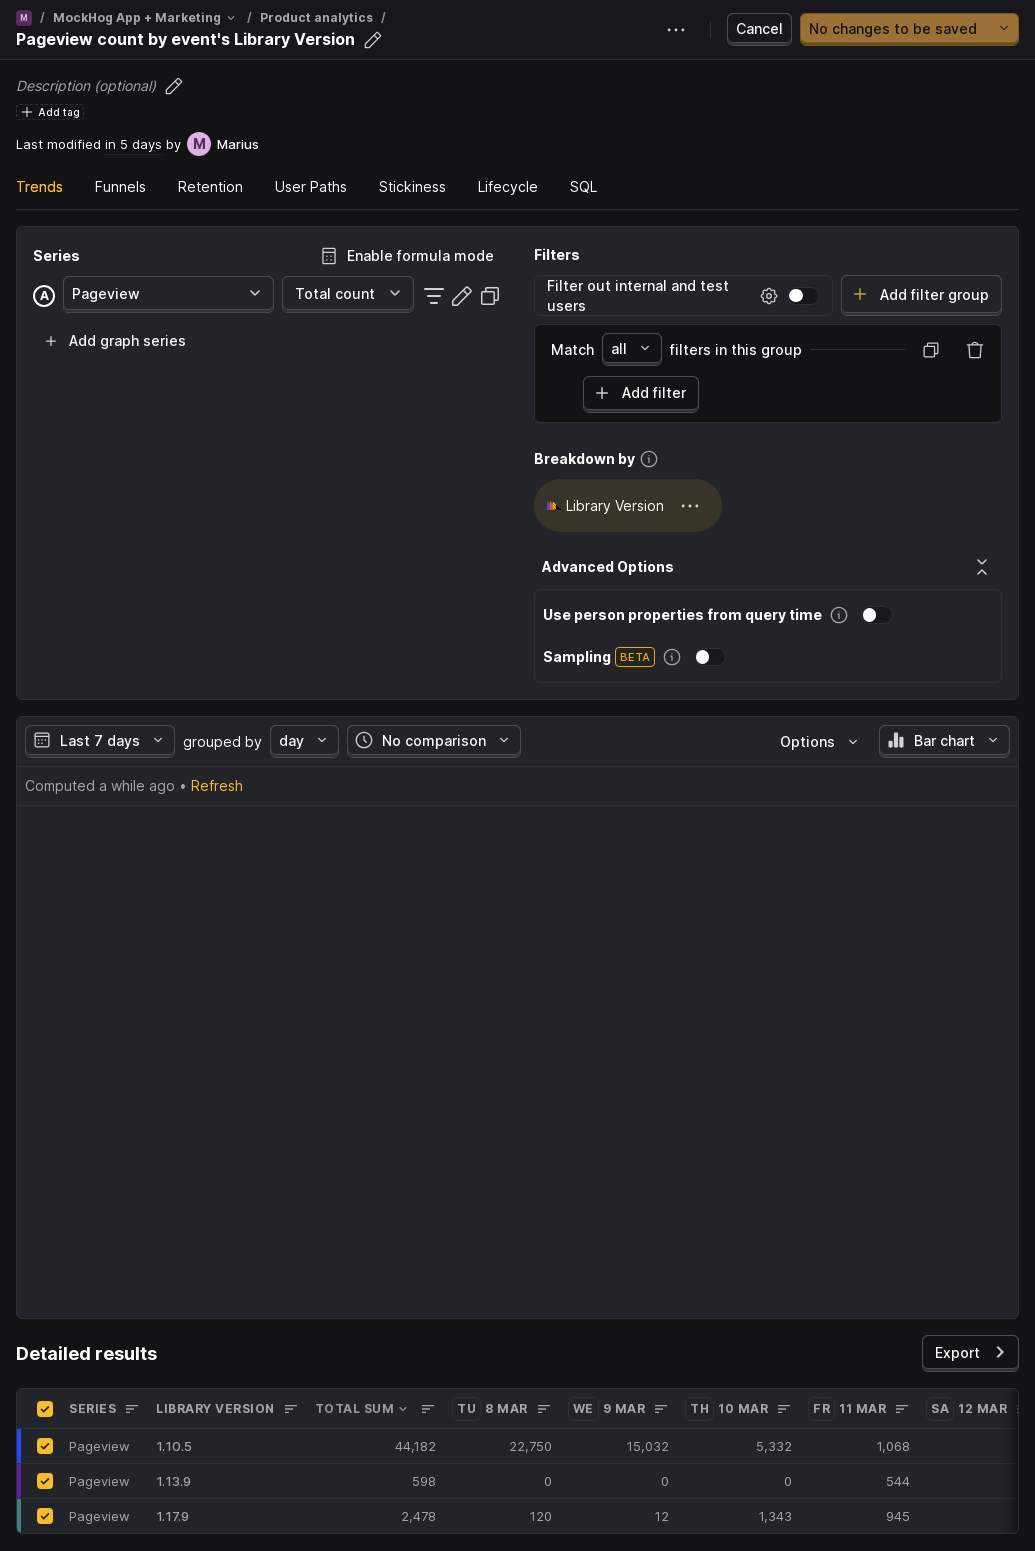 M / MockHog App + Marketing / Product analytics /
Pageview count by event's Library Version
Cancel
No changes to be saved
Description (optional)
Add tag
Last modified in 5 days by M Marius
Trends Funnels Retention User Paths Stickiness Lifecycle SQL
Series
Enable formula mode
A Pageview Total count
Add graph series
Filters
Filter out internal and test
users
Add filter group
Match all filters in this group
Add filter
Breakdown by
Library Version
Advanced Options
Use person properties from query time
Sampling BETA
Last 7 days grouped by day No comparison Options Bar chart
Computed a while ago • Refresh
Detailed results
Export
SERIES LIBRARY VERSION TOTAL SUM TU 8 MAR WE 9 MAR TH 10 MAR FR 11 MAR SA 12 MAR
Pageview 1.10.5 44,182 22,750 15,032 5,332 1,068
Pageview 1.13.9 598 0 0 0 544
Pageview 1.17.9 2,478 120 12 1,343 945